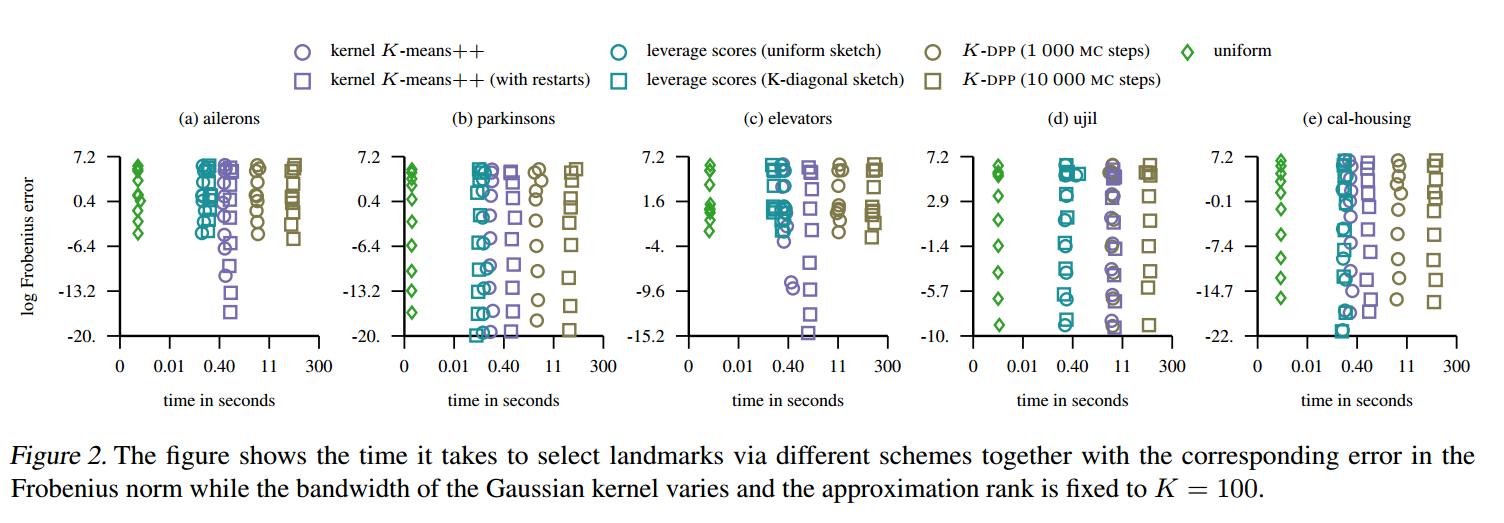 kernel K-means++ leverage scores (uniform sketch) K-DPP (1 000 MC steps) uniform
kernel K-means++ (with restarts) leverage scores (K-diagonal sketch) K-DPP (10 000 MC steps)
(a) ailerons (b) parkinsons (c) elevators (d) ujil (e) cal-housing
log Frobenius error
7.2 7.2 7.2 7.2 7.2
0.4 0.4 1.6 2.9 -0.1
-6.4 -6.4 -4. -1.4 -7.4
-13.2 -13.2 -9.6 -5.7 -14.7
-20. -20. -15.2 -10. -22.
0 0.01 0.40 11 300 0 0.01 0.40 11 300 0 0.01 0.40 11 300 0 0.01 0.40 11 300 0 0.01 0.40 11 300
time in seconds time in seconds time in seconds time in seconds time in seconds
Figure 2. The figure shows the time it takes to select landmarks via different schemes together with the corresponding error in the
Frobenius norm while the bandwidth of the Gaussian kernel varies and the approximation rank is fixed to K = 100.